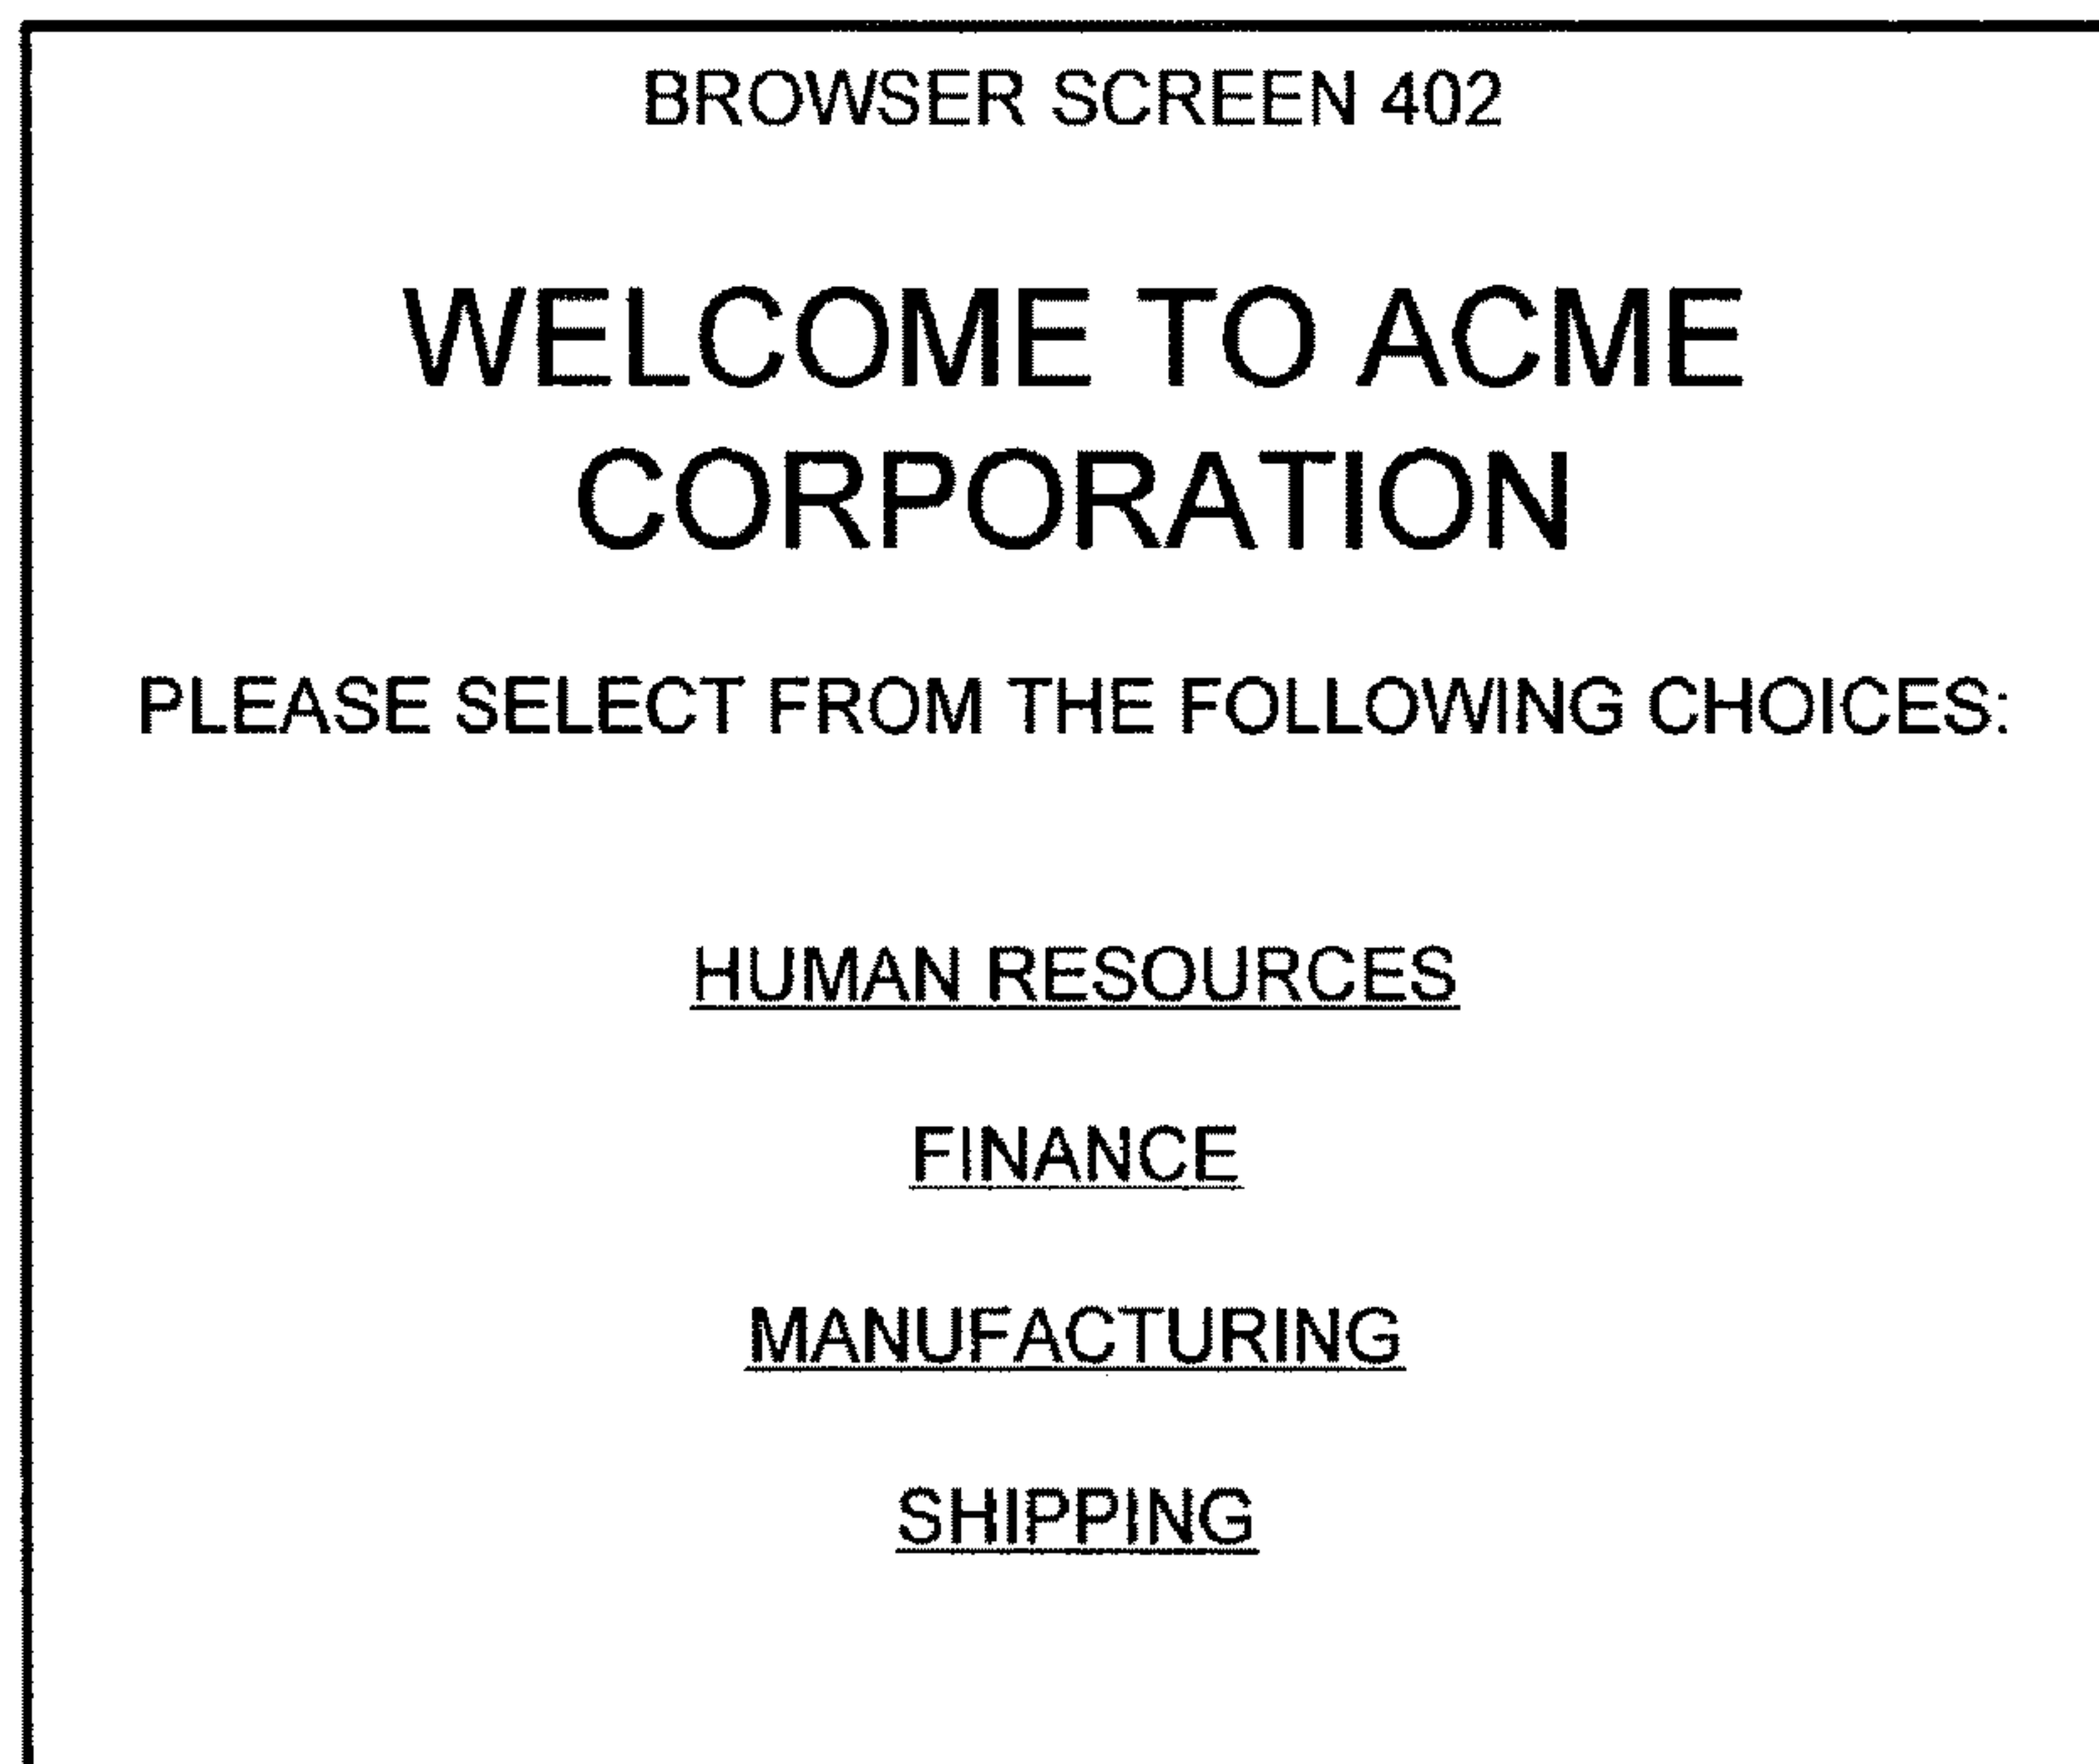 BROWSER SCREEN 402
WELCOME TO ACME
CORPORATION
PLEASE SELECT FROM THE FOLLOWING CHOICES:
HUMAN RESOURCES
FINANCE
MANUFACTURING
SHIPPING